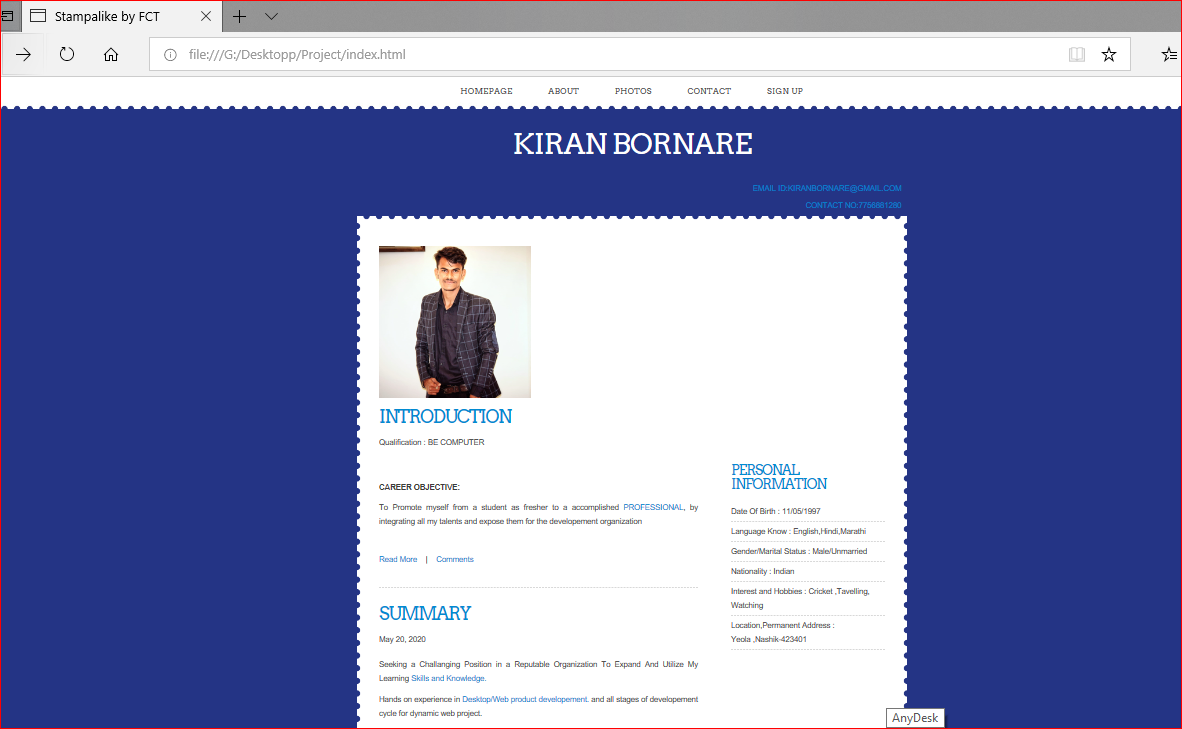 Stampalike by FCT
file:///G:/Desktopp/Project/index.html
HOMEPAGE ABOUT PHOTOS CONTACT SIGN UP
KIRAN BORNARE
EMAIL ID:KIRANBORNARE@GMAIL.COM
CONTACT NO:7756861260
INTRODUCTION
Qualification : BE COMPUTER
CAREER OBJECTIVE:
To Promote myself from a student as fresher to a accomplished PROFESSIONAL, by
integrating all my talents and expose them for the developement organization
Read More | Comments
SUMMARY
May 20, 2020
Seeking a Challanging Position in a Reputable Organization To Expand And Utilize My
Learning Skills and Knowledge.
Hands on experience in Desktop/Web product developement. and all stages of developement
cycle for dynamic web project.
PERSONAL
INFORMATION
Date Of Birth : 11/05/1997
Language Know : English,Hindi,Marathi
Gender/Marital Status : Male/Unmarried
Nationality : Indian
Interest and Hobbies : Cricket ,Tavelling,
Watching
Location,Permanent Address :
Yeola ,Nashik-423401
AnyDesk